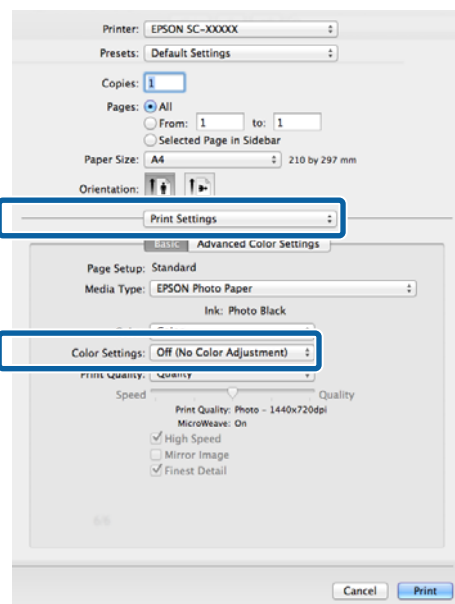 Printer: EPSON SC-XXXXX
Presets: Default Settings
Copies: 1
Pages: All
From: 1 to: 1
Selected Page in Sidebar
Paper Size: A4 210 by 297 mm
Orientation:
Print Settings
Basic Advanced Color Settings
Page Setup: Standard
Media Type: EPSON Photo Paper
Ink: Photo Black
Color Settings: Off (No Color Adjustment)
Print Quality: Quality
Speed Quality
Print Quality: Photo – 1440x720dpi
MicroWeave: On
High Speed
Mirror Image
Finest Detail
Cancel Print